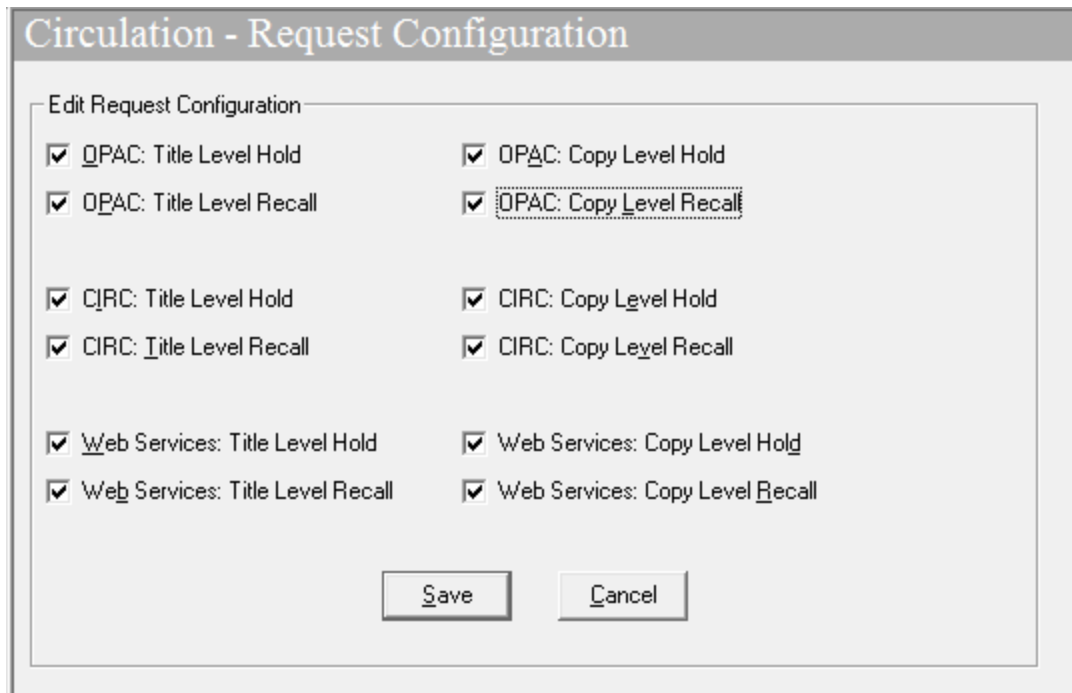 Circulation - Request Configuration
Edit Request Configuration
OPAC: Title Level Hold
OPAC: Copy Level Hold
OPAC: Title Level Recall
OPAC: Copy Level Recall
CIRC: Title Level Hold
CIRC: Copy Level Hold
CIRC: Title Level Recall
CIRC: Copy Level Recall
Web Services: Title Level Hold
Web Services: Copy Level Hold
Web Services: Title Level Recall
Web Services: Copy Level Recall
Save
Cancel